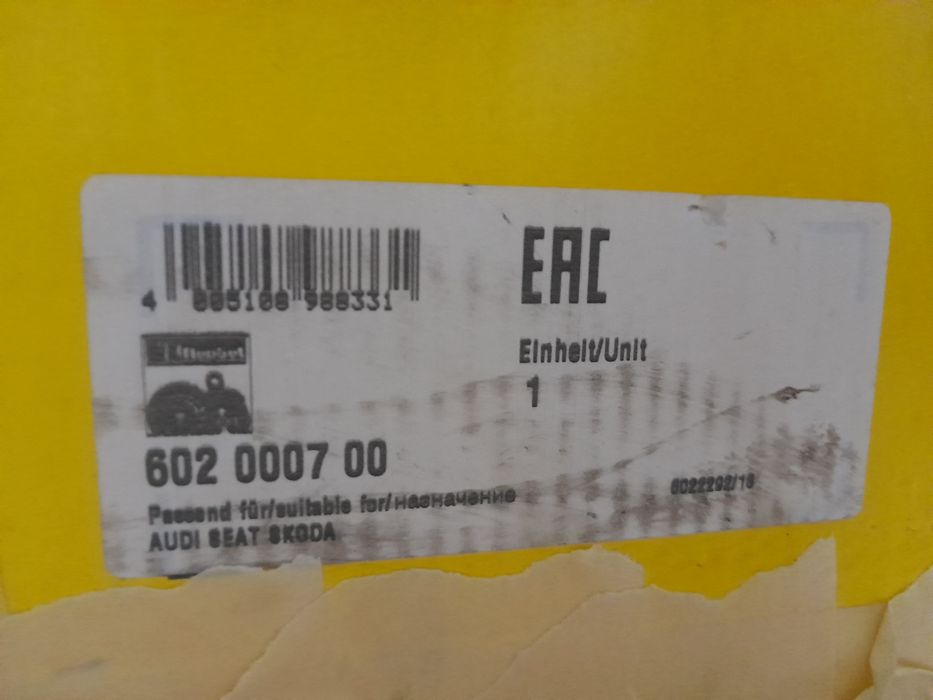 4 005108 988331
EAC
Einheit/Unit
1
602 0007 00
Passend für/suitable for/назначение
AUDI SEAT SKODA